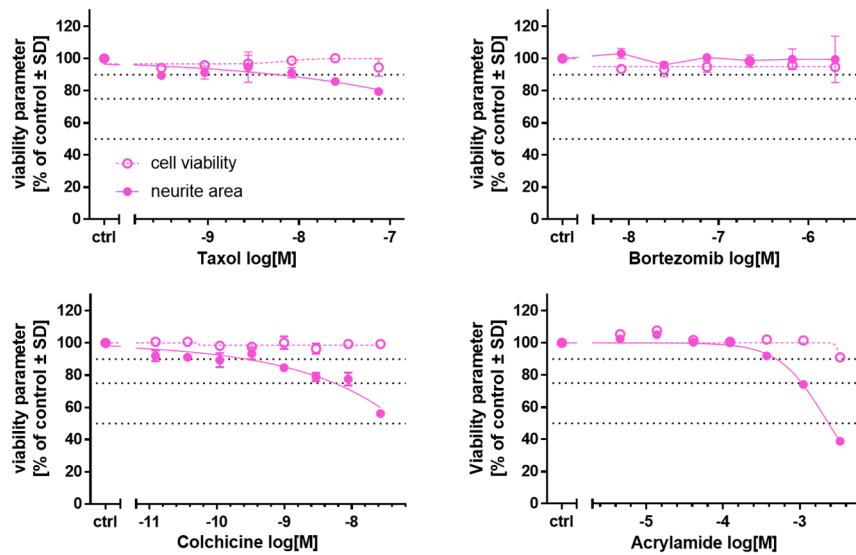 viability parameter
[% of control ± SD]
120
100
80
60
40
20
0
cell viability
neurite area
ctrl
-9
-8
-7
Taxol log[M]
viability parameter
[% of control ± SD]
120
100
80
60
40
20
0
ctrl
-8
-7
-6
Bortezomib log[M]
viability parameter
[% of control ± SD]
120
100
80
60
40
20
0
ctrl
-11
-10
-9
-8
Colchicine log[M]
Viability parameter
[% of control ± SD]
120
100
80
60
40
20
0
ctrl
-5
-4
-3
Acrylamide log[M]